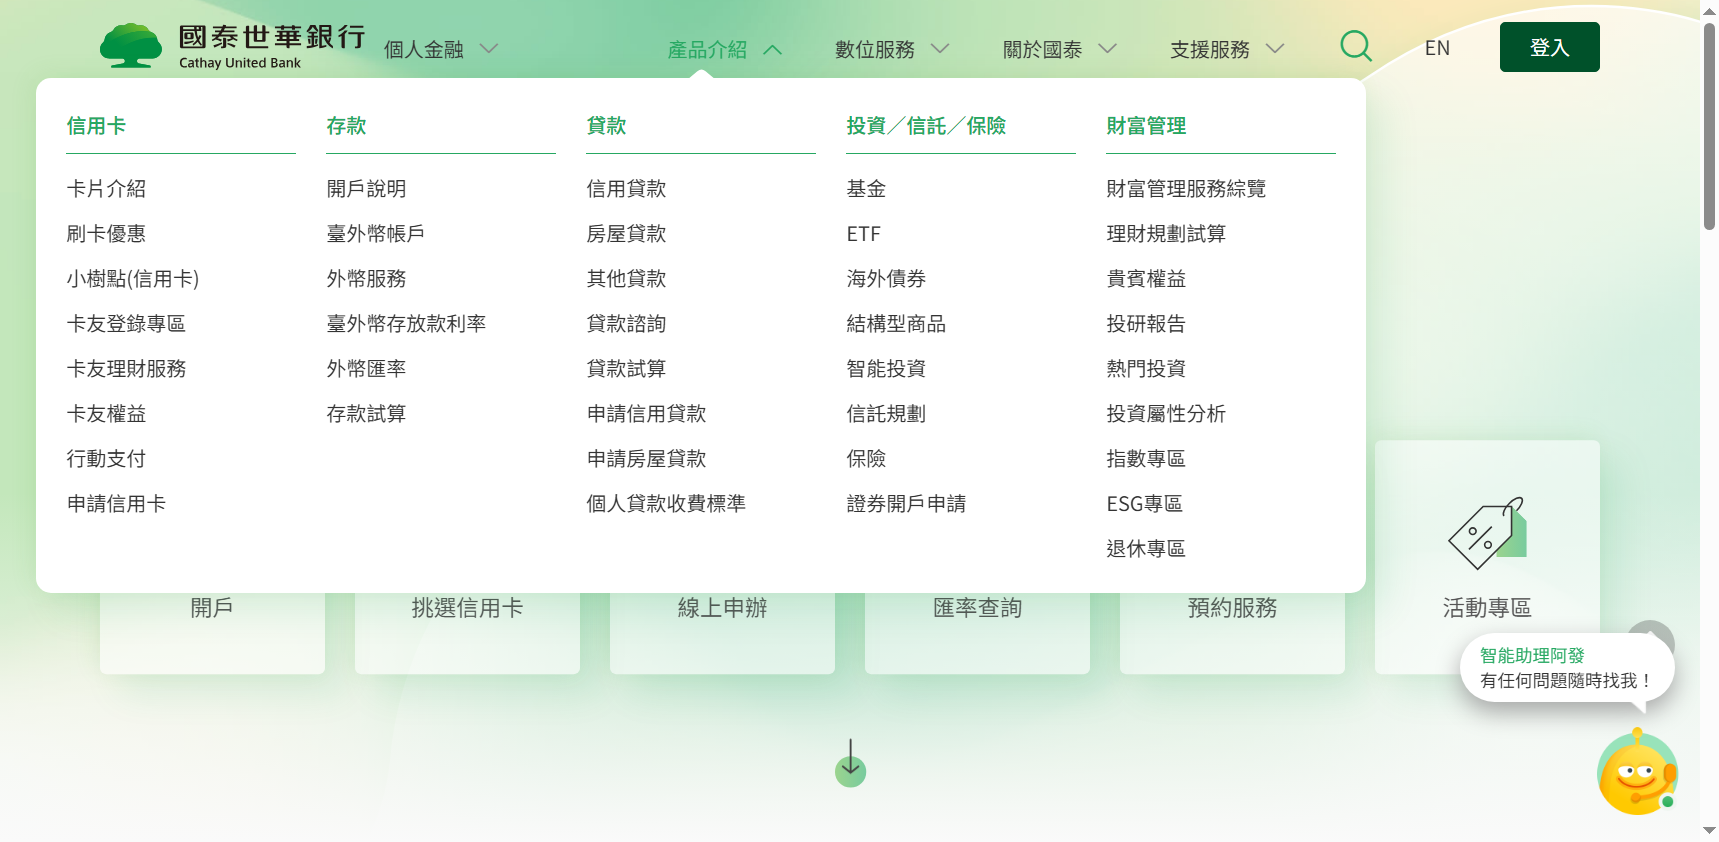 國泰世華銀行
Cathay United Bank
個人金融
產品介紹
數位服務
關於國泰
支援服務
EN
登入
信用卡
卡片介紹
刷卡優惠
小樹點(信用卡)
卡友登錄專區
卡友理財服務
卡友權益
行動支付
申請信用卡
存款
開戶說明
臺外幣帳戶
外幣服務
臺外幣存放款利率
外幣匯率
存款試算
貸款
信用貸款
房屋貸款
其他貸款
貸款諮詢
貸款試算
申請信用貸款
申請房屋貸款
個人貸款收費標準
投資／信託／保險
基金
ETF
海外債券
結構型商品
智能投資
信託規劃
保險
證券開戶申請
財富管理
財富管理服務綜覽
理財規劃試算
貴賓權益
投研報告
熱門投資
投資屬性分析
指數專區
ESG專區
退休專區
開戶
挑選信用卡
線上申辦
匯率查詢
預約服務
活動專區
智能助理阿發
有任何問題隨時找我！